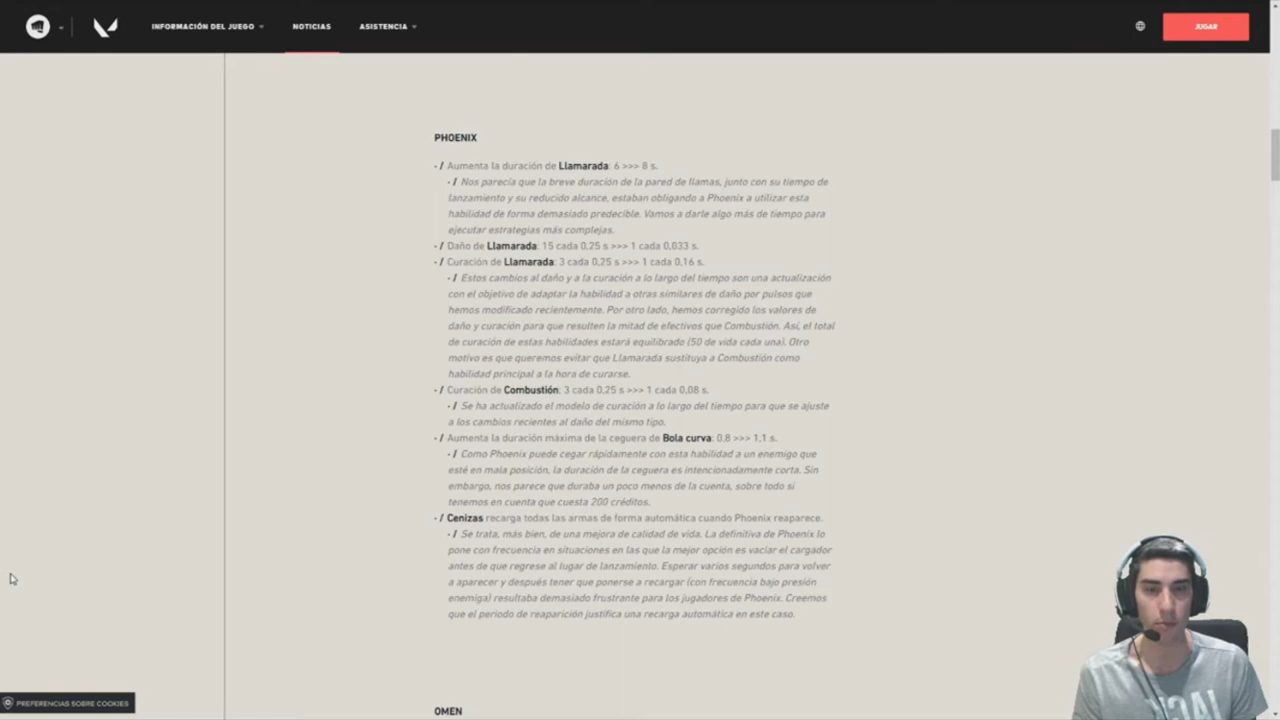 INFORMACIÓN DEL JUEGO
NOTICIAS
ASISTENCIA
JUGAR
PHOENIX
- / Aumenta la duración de Llamarada: 6 >>> 8 s.
- / Nos parecía que la breve duración de la pared de llamas, junto con su tiempo de
lanzamiento y su reducido alcance, estaban obligando a Phoenix a utilizar esta
habilidad de forma demasiado predecible. Vamos a darle algo más de tiempo para
ejecutar estrategias más complejas.
- / Daño de Llamarada: 15 cada 0,25 s >>> 1 cada 0,033 s.
- / Curación de Llamarada: 3 cada 0,25 s >>> 1 cada 0,16 s.
- / Estos cambios al daño y a la curación a lo largo del tiempo son una actualización
con el objetivo de adaptar la habilidad a otras similares de daño por pulsos que
hemos modificado recientemente. Por otro lado, hemos corregido los valores de
daño y curación para que resulten la mitad de efectivos que Combustión. Así, el total
de curación de estas habilidades estará equilibrado (50 de vida cada una). Otro
motivo es que queremos evitar que Llamarada sustituya a Combustión como
habilidad principal a la hora de curarse.
- / Curación de Combustión: 3 cada 0,25 s >>> 1 cada 0,08 s.
- / Se ha actualizado el modelo de curación a lo largo del tiempo para que se ajuste
a los cambios recientes al daño del mismo tipo.
- / Aumenta la duración máxima de la ceguera de Bola curva: 0,8 >>> 1,1 s.
- / Como Phoenix puede cegar rápidamente con esta habilidad a un enemigo que
esté en mala posición, la duración de la ceguera es intencionadamente corta. Sin
embargo, nos parece que duraba un poco menos de la cuenta, sobre todo si
tenemos en cuenta que cuesta 200 créditos.
- / Cenizas recarga todas las armas de forma automática cuando Phoenix reaparece.
- / Se trata, más bien, de una mejora de calidad de vida. La definitiva de Phoenix lo
pone con frecuencia en situaciones en las que la mejor opción es vaciar el cargador
antes de que regrese al lugar de lanzamiento. Esperar varios segundos para volver
a aparecer y después tener que ponerse a recargar (con frecuencia bajo presión
enemiga) resultaba demasiado frustrante para los jugadores de Phoenix. Creemos
que el periodo de reaparición justifica una recarga automática en este caso.
PREFERENCIAS SOBRE COOKIES
OMEN